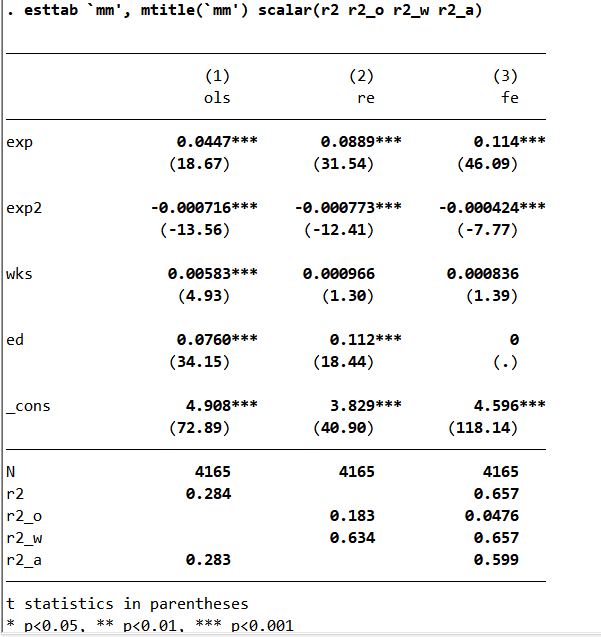 . esttab `mm', mtitle(`mm') scalar(r2 r2_o r2_w r2_a)
(1) (2) (3)
ols re fe
exp 0.0447*** 0.0889*** 0.114***
(18.67) (31.54) (46.09)
exp2 -0.000716*** -0.000773*** -0.000424***
(-13.56) (-12.41) (-7.77)
wks 0.00583*** 0.000966 0.000836
(4.93) (1.30) (1.39)
ed 0.0760*** 0.112*** 0
(34.15) (18.44) (.)
_cons 4.908*** 3.829*** 4.596***
(72.89) (40.90) (118.14)
N 4165 4165 4165
r2 0.284 0.657
r2_o 0.183 0.0476
r2_w 0.634 0.657
r2_a 0.283 0.599
t statistics in parentheses
* p<0.05, ** p<0.01, *** p<0.001